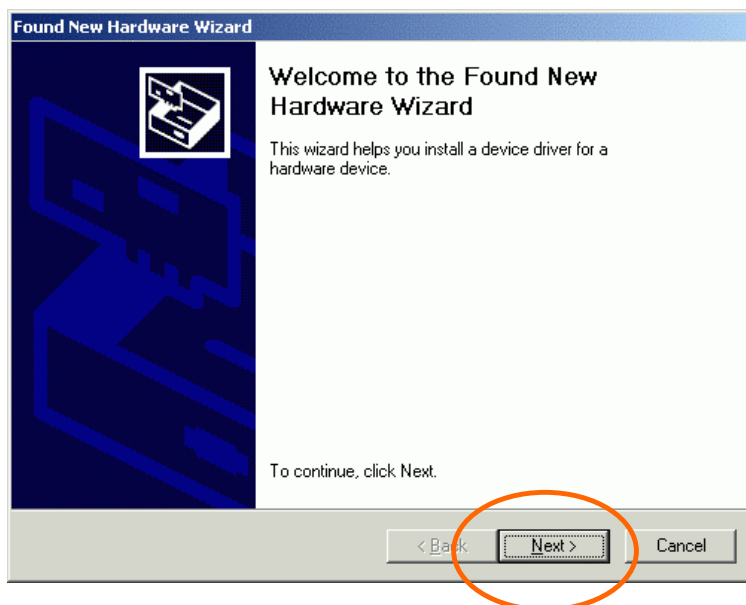 Found New Hardware Wizard
Welcome to the Found New
Hardware Wizard
This wizard helps you install a device driver for a
hardware device.
To continue, click Next.
< Back
Next >
Cancel